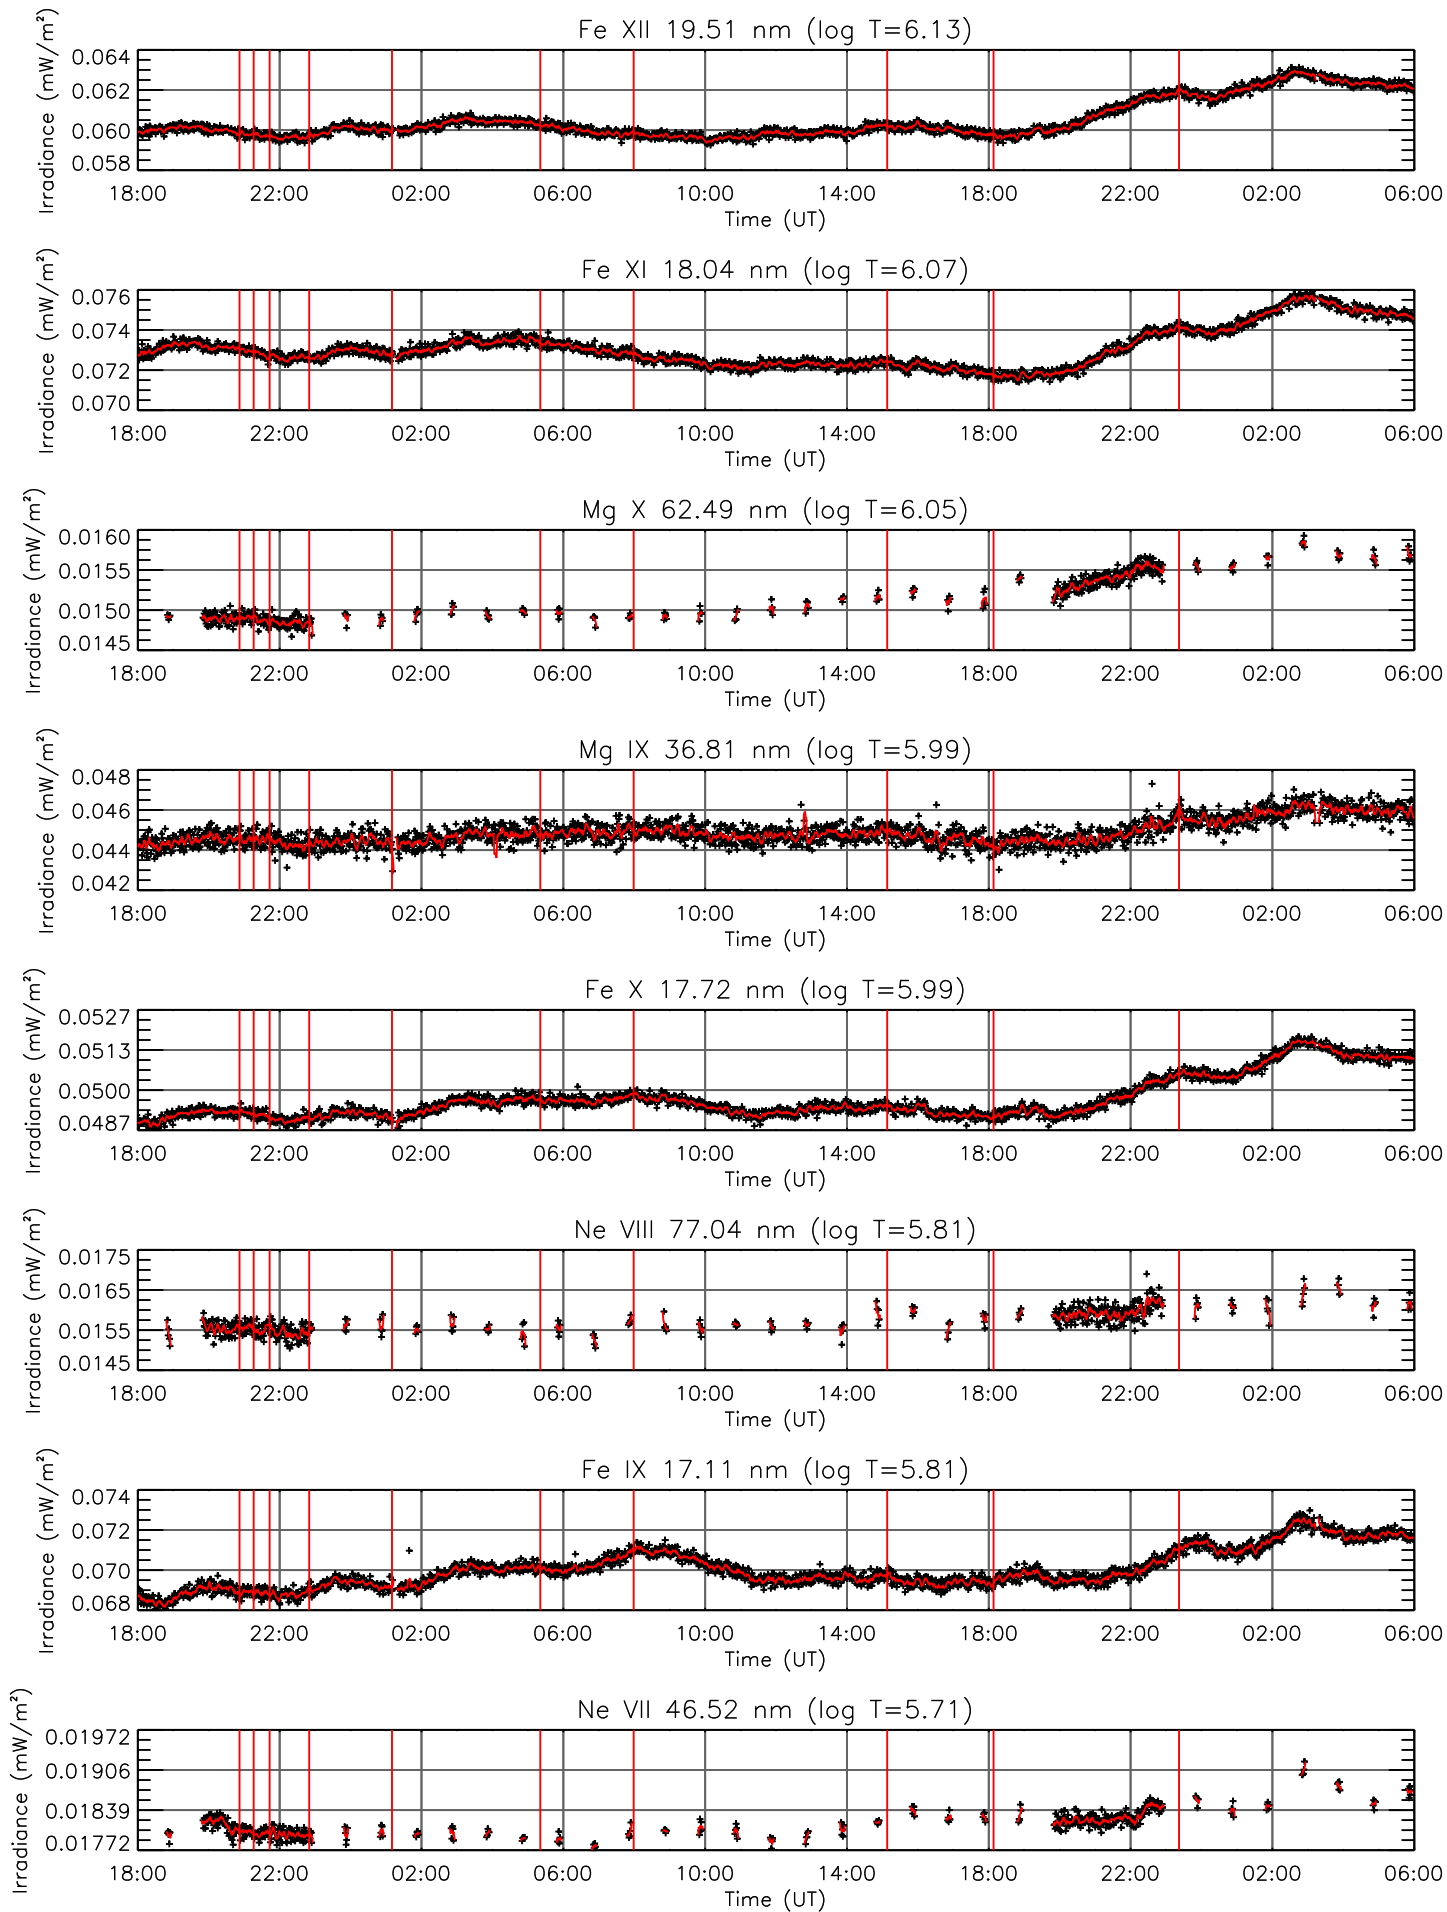 Fe XII 19.51 nm (log T=6.13)
Irradiance (mW/m²)
0.064
0.062
0.060
0.058
18:00 22:00 02:00 06:00 10:00 14:00 18:00 22:00 02:00 06:00
Time (UT)
Fe XI 18.04 nm (log T=6.07)
Irradiance (mW/m²)
0.076
0.074
0.072
0.070
18:00 22:00 02:00 06:00 10:00 14:00 18:00 22:00 02:00 06:00
Time (UT)
Mg X 62.49 nm (log T=6.05)
Irradiance (mW/m²)
0.0160
0.0155
0.0150
0.0145
18:00 22:00 02:00 06:00 10:00 14:00 18:00 22:00 02:00 06:00
Time (UT)
Mg IX 36.81 nm (log T=5.99)
Irradiance (mW/m²)
0.048
0.046
0.044
0.042
18:00 22:00 02:00 06:00 10:00 14:00 18:00 22:00 02:00 06:00
Time (UT)
Fe X 17.72 nm (log T=5.99)
Irradiance (mW/m²)
0.0527
0.0513
0.0500
0.0487
18:00 22:00 02:00 06:00 10:00 14:00 18:00 22:00 02:00 06:00
Time (UT)
Ne VIII 77.04 nm (log T=5.81)
Irradiance (mW/m²)
0.0175
0.0165
0.0155
0.0145
18:00 22:00 02:00 06:00 10:00 14:00 18:00 22:00 02:00 06:00
Time (UT)
Fe IX 17.11 nm (log T=5.81)
Irradiance (mW/m²)
0.074
0.072
0.070
0.068
18:00 22:00 02:00 06:00 10:00 14:00 18:00 22:00 02:00 06:00
Time (UT)
Ne VII 46.52 nm (log T=5.71)
Irradiance (mW/m²)
0.01972
0.01906
0.01839
0.01772
18:00 22:00 02:00 06:00 10:00 14:00 18:00 22:00 02:00 06:00
Time (UT)